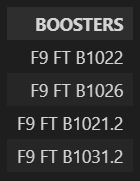 BOOSTERS
F9 FT B1022
F9 FT B1026
F9 FT B1021.2
F9 FT B1031.2